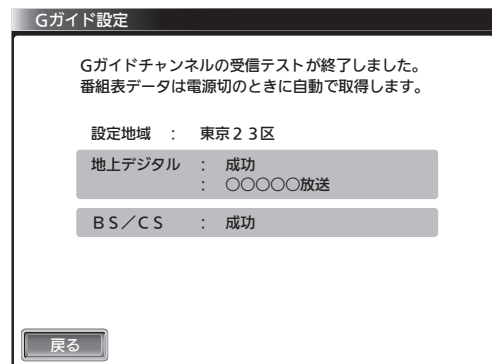 Gガイド設定
Gガイドチャンネルの受信テストが終了しました。
番組表データは電源切のときに自動で取得します。
設定地域 : 東京２３区
地上デジタル : 成功
: ○○○○○放送
ＢＳ／ＣＳ : 成功
戻る